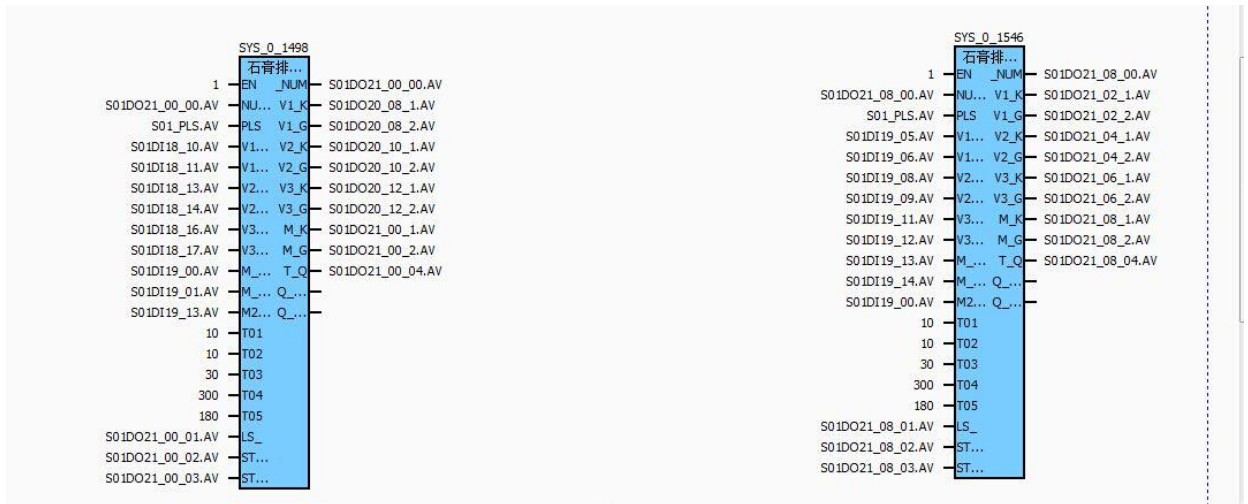 SYS_0_1498
石膏排...
1 EN _NUM S01DO21_00_00.AV
S01DO21_00_00.AV NU... V1_K S01DO20_08_1.AV
S01_PLS.AV PLS V1_G S01DO20_08_2.AV
S01DI18_10.AV V1... V2_K S01DO20_10_1.AV
S01DI18_11.AV V1... V2_G S01DO20_10_2.AV
S01DI18_13.AV V2... V3_K S01DO20_12_1.AV
S01DI18_14.AV V2... V3_G S01DO20_12_2.AV
S01DI18_16.AV V3... M_K S01DO21_00_1.AV
S01DI18_17.AV V3... M_G S01DO21_00_2.AV
S01DI19_00.AV M_... T_Q S01DO21_00_04.AV
S01DI19_01.AV M_... Q_...
S01DI19_13.AV M2... Q_...
10 T01
10 T02
30 T03
300 T04
180 T05
S01DO21_00_01.AV LS_
S01DO21_00_02.AV ST...
S01DO21_00_03.AV ST...
SYS_0_1546
石膏排...
1 EN _NUM S01DO21_08_00.AV
S01DO21_08_00.AV NU... V1_K S01DO21_02_1.AV
S01_PLS.AV PLS V1_G S01DO21_02_2.AV
S01DI19_05.AV V1... V2_K S01DO21_04_1.AV
S01DI19_06.AV V1... V2_G S01DO21_04_2.AV
S01DI19_08.AV V2... V3_K S01DO21_06_1.AV
S01DI19_09.AV V2... V3_G S01DO21_06_2.AV
S01DI19_11.AV V3... M_K S01DO21_08_1.AV
S01DI19_12.AV V3... M_G S01DO21_08_2.AV
S01DI19_13.AV M_... T_Q S01DO21_08_04.AV
S01DI19_14.AV M_... Q_...
S01DI19_00.AV M2... Q_...
10 T01
10 T02
30 T03
300 T04
180 T05
S01DO21_08_01.AV LS_
S01DO21_08_02.AV ST...
S01DO21_08_03.AV ST...